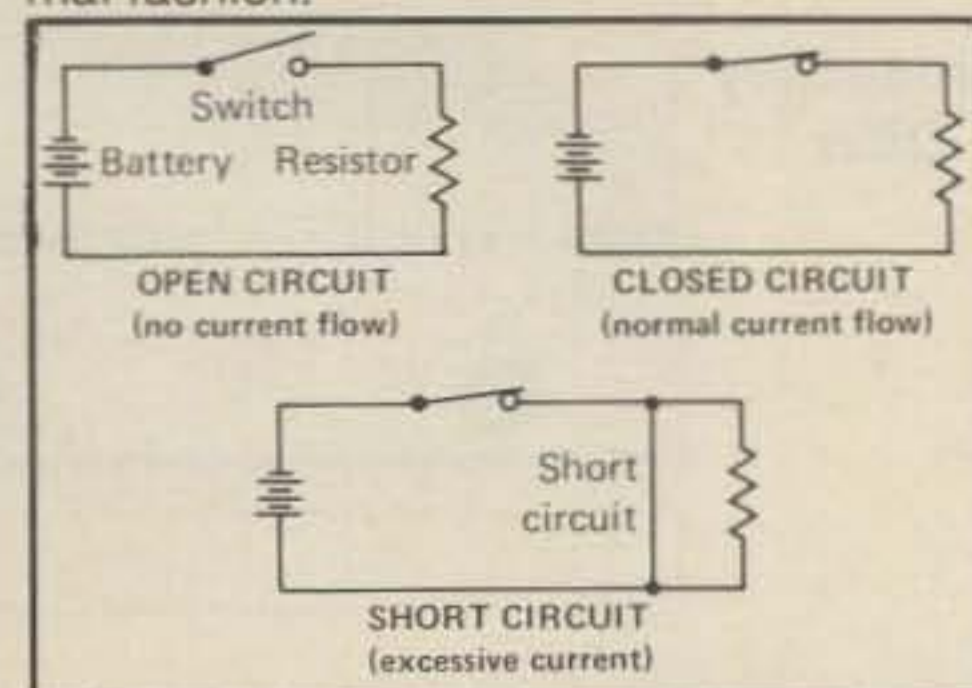 Switch
Battery Resistor
OPEN CIRCUIT
(no current flow)
CLOSED CIRCUIT
(normal current flow)
Short
circuit
SHORT CIRCUIT
(excessive current)